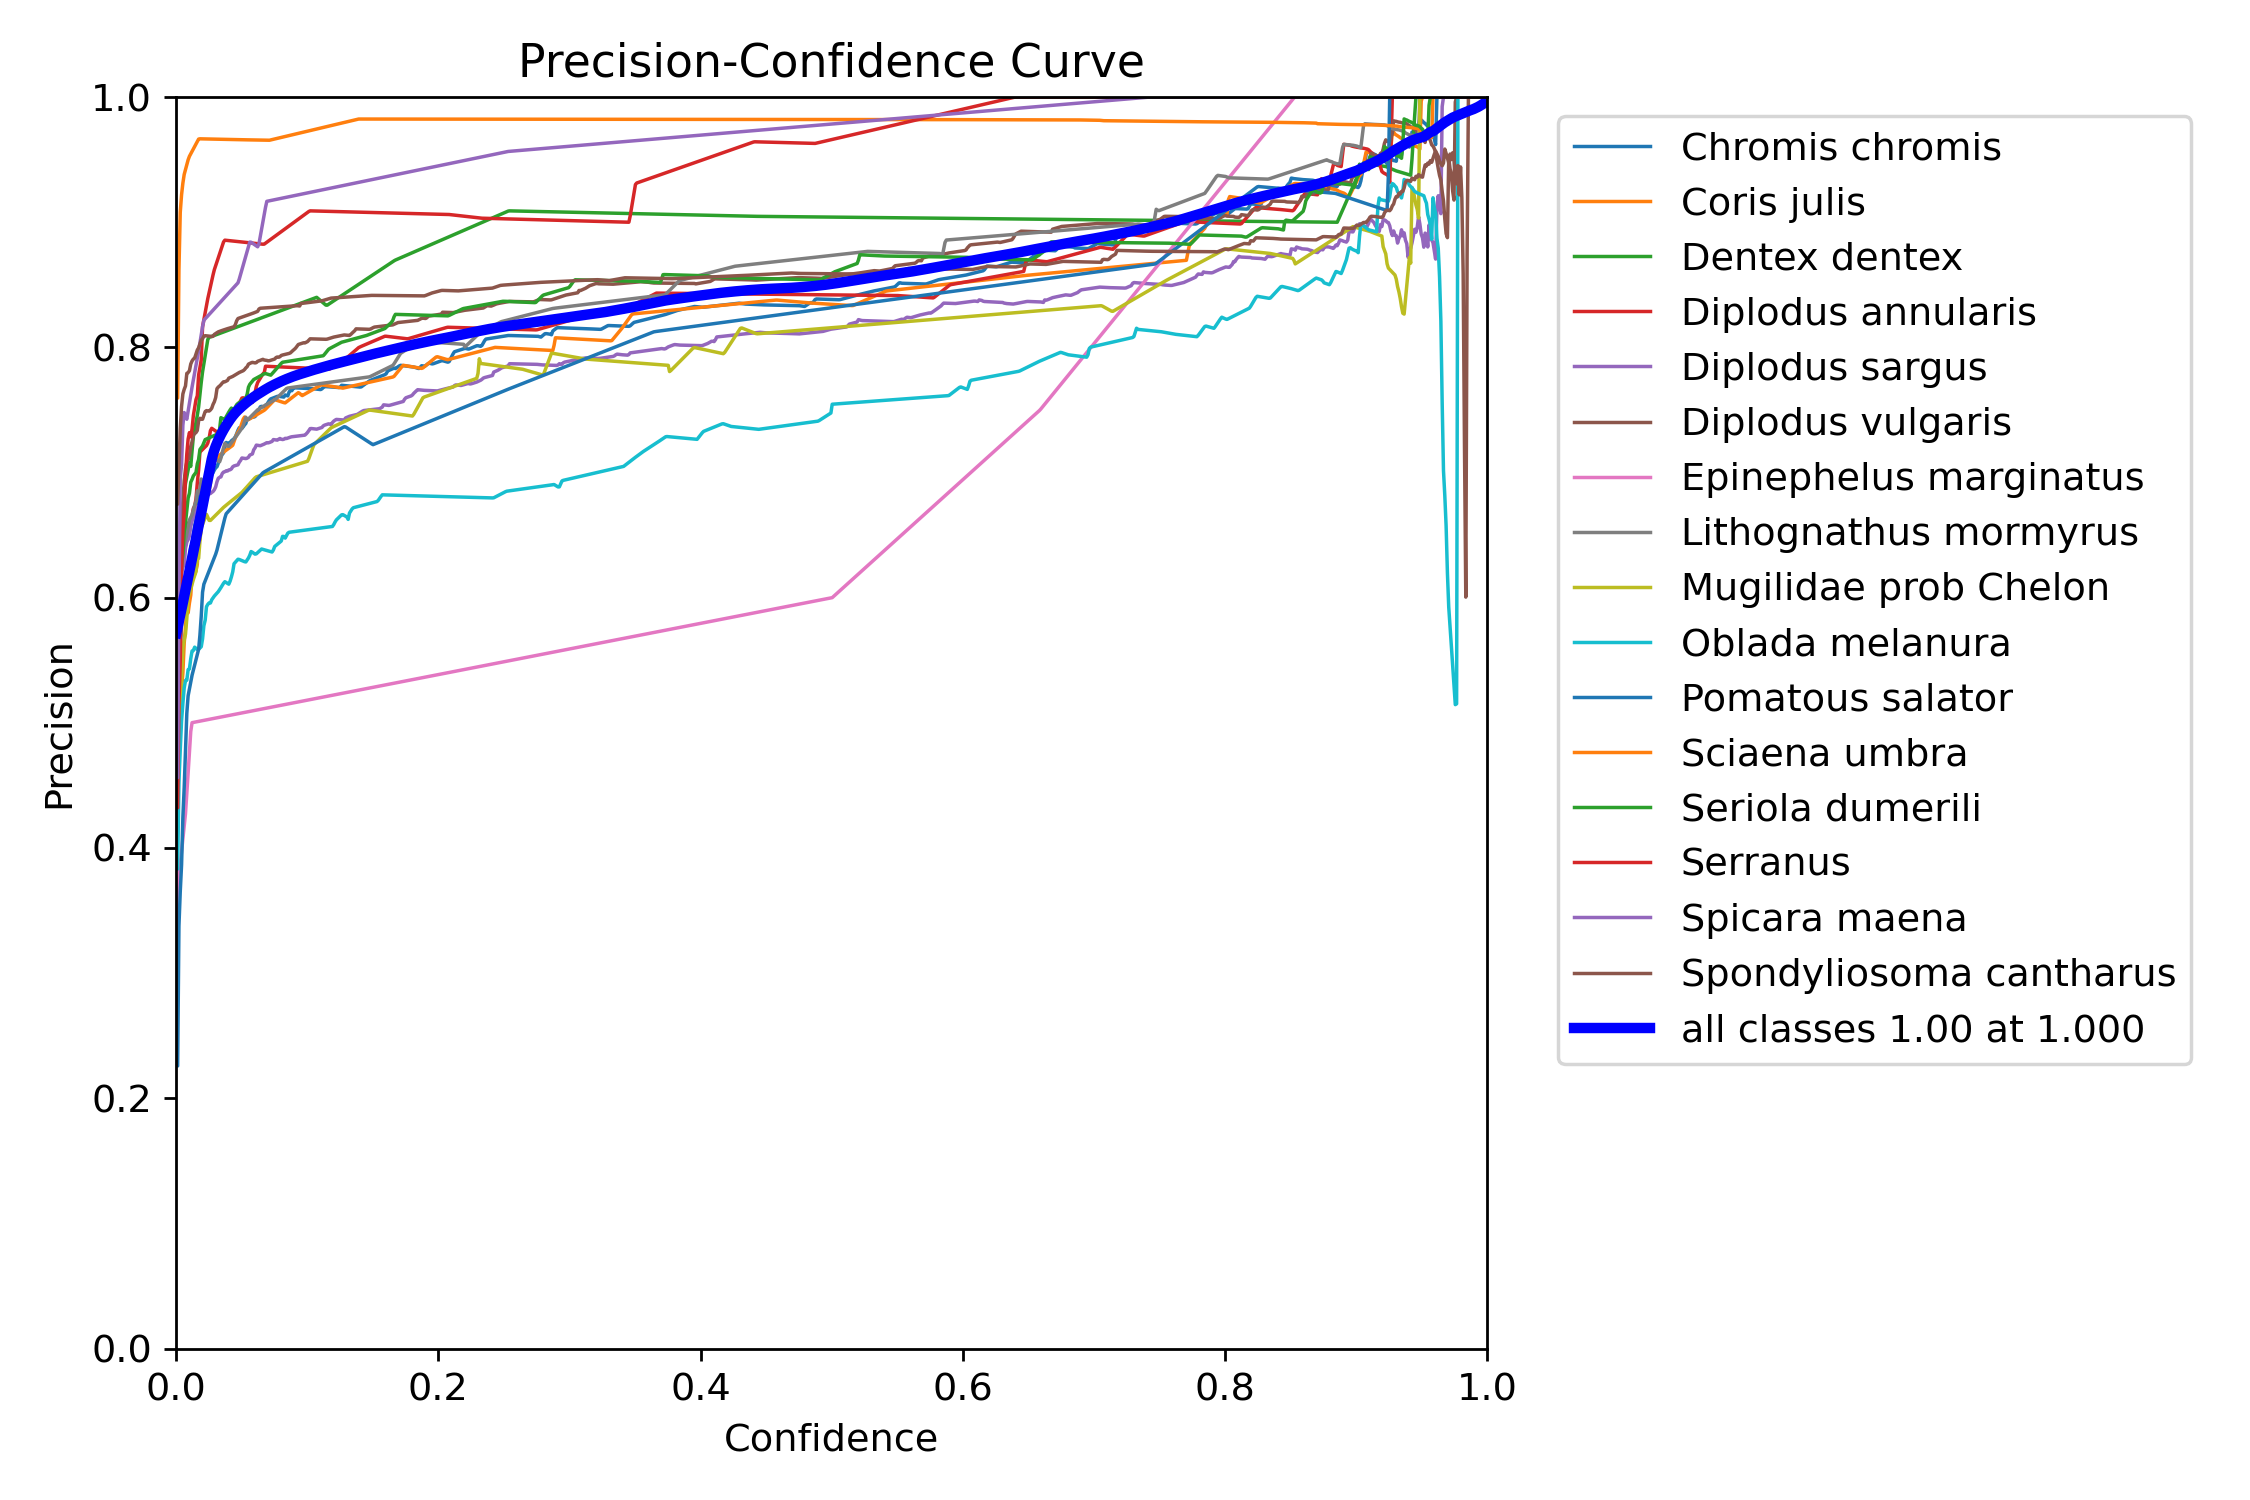 Precision-Confidence Curve
1.0
0.8
0.6
0.4
0.2
0.0
Precision
0.0 0.2 0.4 0.6 0.8 1.0
Confidence
Chromis chromis
Coris julis
Dentex dentex
Diplodus annularis
Diplodus sargus
Diplodus vulgaris
Epinephelus marginatus
Lithognathus mormyrus
Mugilidae prob Chelon
Oblada melanura
Pomatous salator
Sciaena umbra
Seriola dumerili
Serranus
Spicara maena
Spondyliosoma cantharus
all classes 1.00 at 1.000